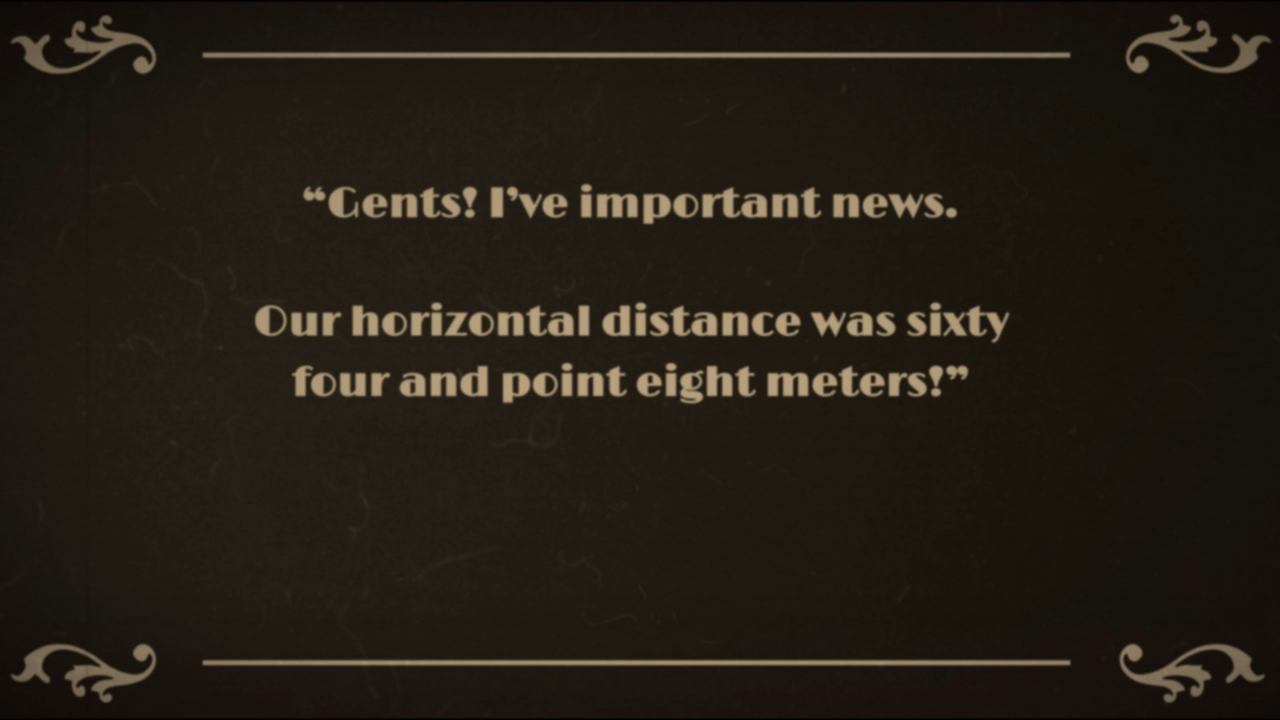 “Gents! I’ve important news.
Our horizontal distance was sixty
four and point eight meters!”